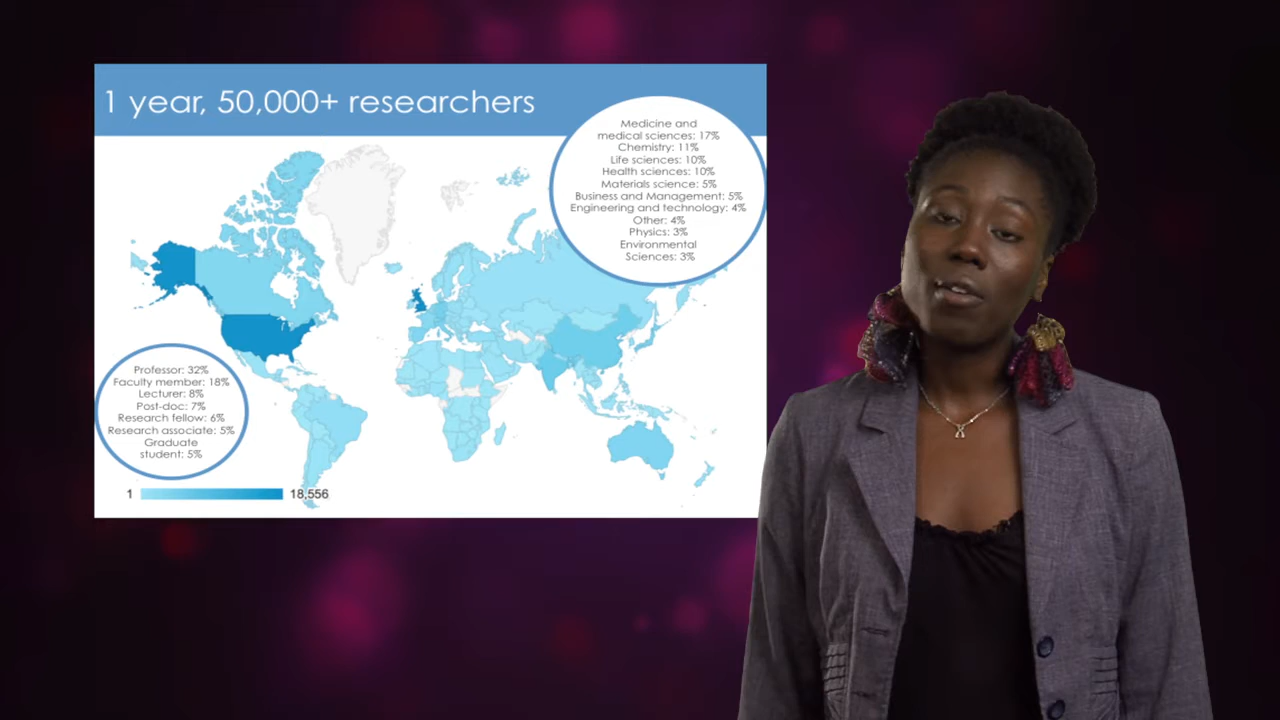 1 year, 50,000+ researchers
Medicine and
medical sciences: 17%
Chemistry: 11%
Life sciences: 10%
Health sciences: 10%
Materials science: 5%
Business and Management: 5%
Engineering and technology: 4%
Other: 4%
Physics: 3%
Environmental
Sciences: 3%
Professor: 32%
Faculty member: 18%
Lecturer: 8%
Post-doc: 7%
Research fellow: 6%
Research associate: 5%
Graduate
student: 5%
1 18,556